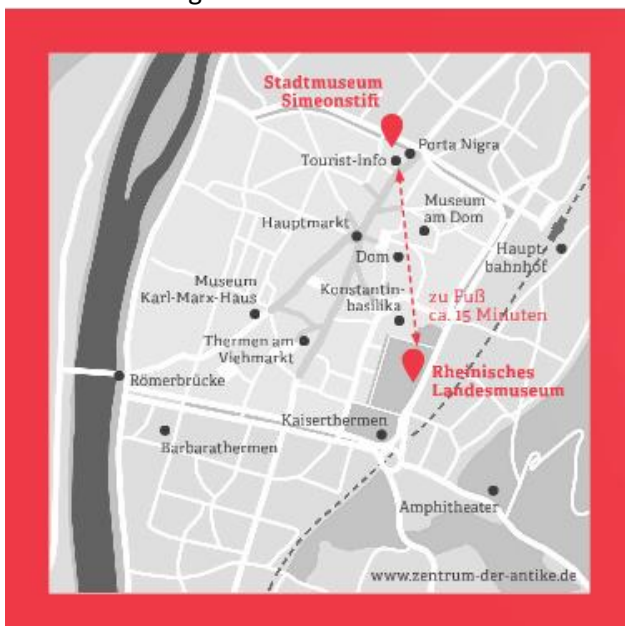 Stadtmuseum
Simeonstift
Porta Nigra
Tourist-Info
Museum
am Dom
Hauptmarkt
Haupt
bahnhof
Dom
Museum
Karl-Marx-Haus
Konstantin-
basilika
zu Fuß
ca. 15 Minuten
Thermen am
Viehmarkt
Rheinisches
Landesmuseum
Römerbrücke
Kaiserthermen
Barbarathermen
Amphitheater
www.zentrum-der-antike.de